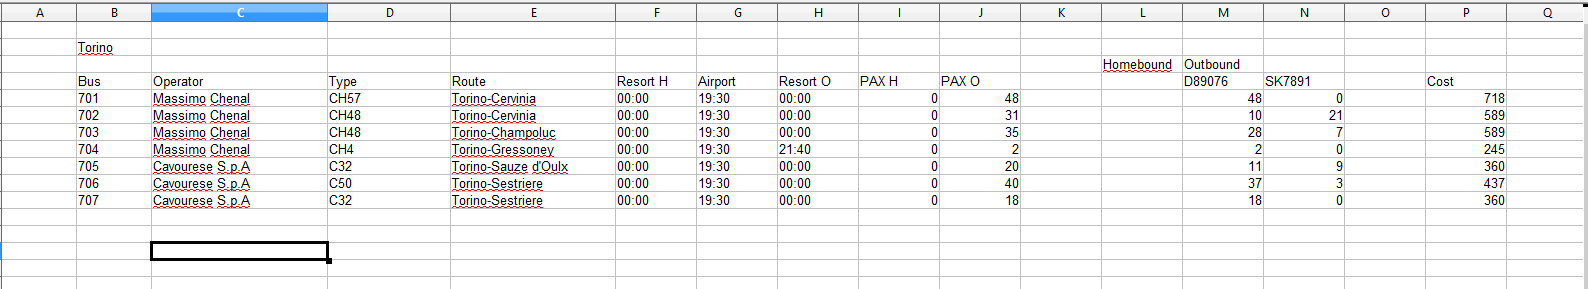 A B C D E F G H I J K L M N O P Q
Torino
Homebound Outbound
Bus Operator Type Route Resort H Airport Resort O PAX H PAX O D89076 SK7891 Cost
701 Massimo Chenal CH57 Torino-Cervinia 00:00 19:30 00:00 0 48 48 0 718
702 Massimo Chenal CH48 Torino-Cervinia 00:00 19:30 00:00 0 31 10 21 589
703 Massimo Chenal CH48 Torino-Champoluc 00:00 19:30 00:00 0 35 28 7 589
704 Massimo Chenal CH4 Torino-Gressoney 00:00 19:30 21:40 0 2 2 0 245
705 Cavourese S.p.A C32 Torino-Sauze d'Oulx 00:00 19:30 00:00 0 20 11 9 360
706 Cavourese S.p.A C50 Torino-Sestriere 00:00 19:30 00:00 0 40 37 3 437
707 Cavourese S.p.A C32 Torino-Sestriere 00:00 19:30 00:00 0 18 18 0 360